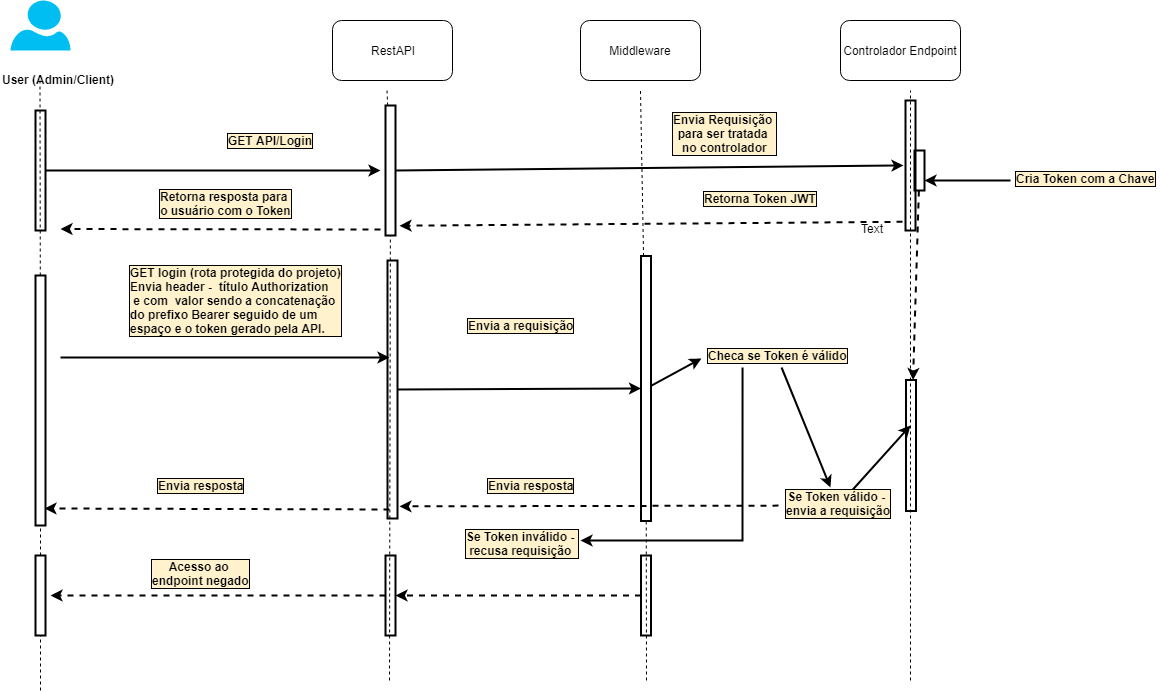 User (Admin/Client)
RestAPI
Middleware
Controlador Endpoint
GET API/Login
Envia Requisição
para ser tratada
no controlador
Cria Token com a Chave
Retorna resposta para
o usuário com o Token
Retorna Token JWT
Text
GET login (rota protegida do projeto)
Envia header - título Authorization
e com valor sendo a concatenação
do prefixo Bearer seguido de um
espaço e o token gerado pela API.
Envia a requisição
Checa se Token é válido
Envia resposta
Envia resposta
Se Token válido -
envia a requisição
Se Token inválido -
recusa requisição
Acesso ao
endpoint negado